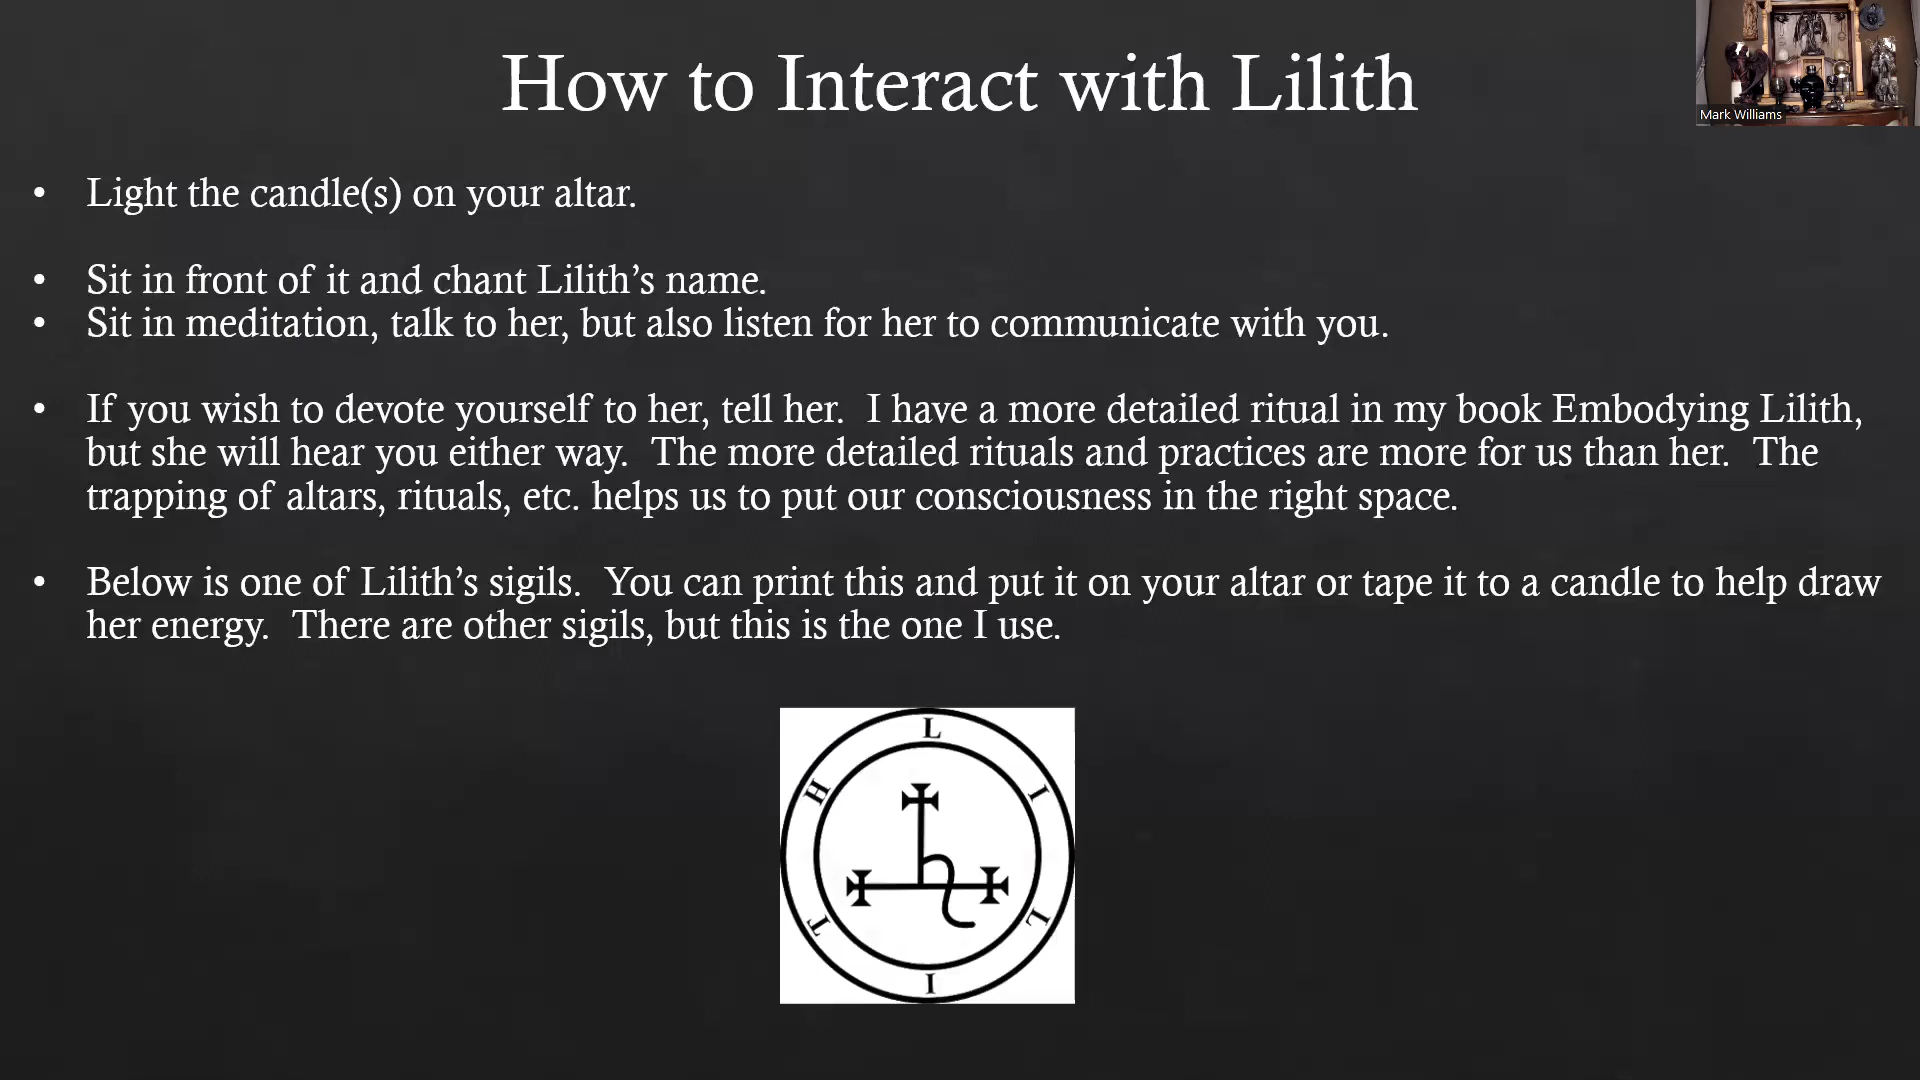 How to Interact with Lilith
Mark Williams
• Light the candle(s) on your altar.
• Sit in front of it and chant Lilith’s name.
• Sit in meditation, talk to her, but also listen for her to communicate with you.
• If you wish to devote yourself to her, tell her.  I have a more detailed ritual in my book Embodying Lilith,
but she will hear you either way.  The more detailed rituals and practices are more for us than her.  The
trapping of altars, rituals, etc. helps us to put our consciousness in the right space.
• Below is one of Lilith’s sigils.  You can print this and put it on your altar or tape it to a candle to help draw
her energy.  There are other sigils, but this is the one I use.
L I L I T H